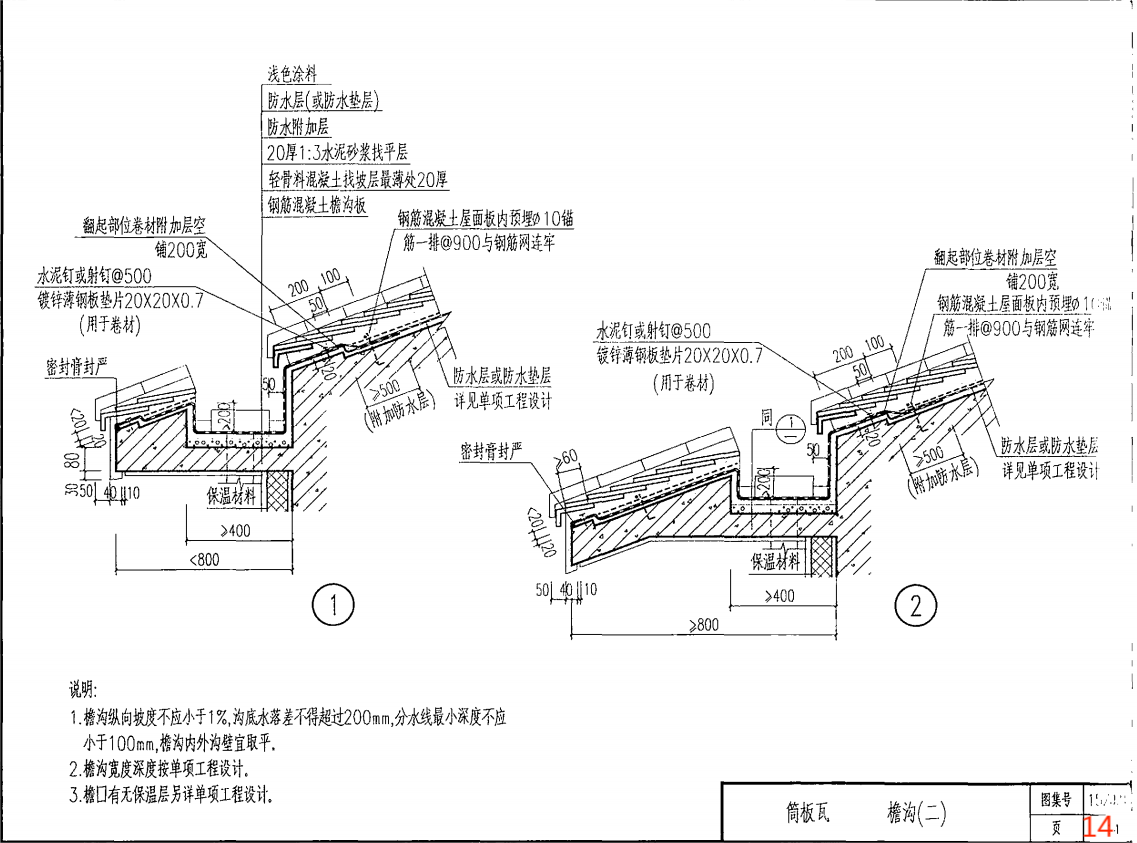 浅色涂料
防水层(或防水垫层)
防水附加层
20厚1:3水泥砂浆找平层
轻骨料混凝土找坡层最薄处20厚
钢筋混凝土檐沟板
翻起部位卷材附加层空
铺200宽
水泥钉或射钉@500
镀锌薄钢板垫片20X20X0.7
(用于卷材)
密封膏封严
钢筋混凝土屋面板内预埋ø10锚
筋一排@900与钢筋网连牢
200
100
50
50
20
≥500
(附加防水层)
防水层或防水垫层
详见单项工程设计
≥200
<20
20
80
30
50
40
10
保温材料
≥400
<800
1
翻起部位卷材附加层空
铺200宽
钢筋混凝土屋面板内预埋ø10锚
筋一排@900与钢筋网连牢
水泥钉或射钉@500
镀锌薄钢板垫片20X20X0.7
(用于卷材)
密封膏封严
200
100
50
同
1
50
20
≥500
(附加防水层)
防水层或防水垫层
详见单项工程设计
≥60
≥200
<20
20
50
40
10
保温材料
≥400
≥800
2
说明:
1.檐沟纵向坡度不应小于1%,沟底水落差不得超过200mm,分水线最小深度不应
小于100mm,檐沟内外沟壁宜取平.
2.檐沟宽度深度按单项工程设计.
3.檐口有无保温层另详单项工程设计.
筒板瓦 檐沟(二)
图集号
页
14